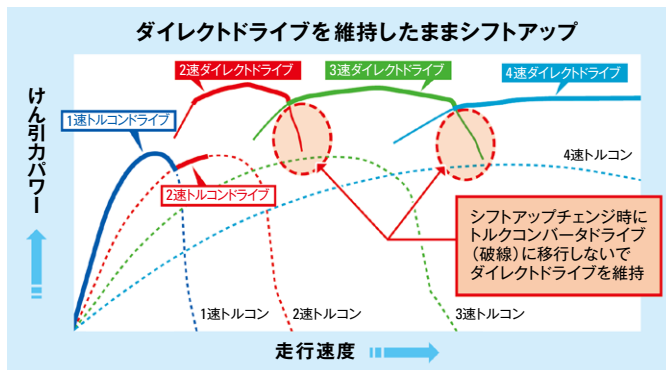 ダイレクトドライブを維持したままシフトアップ
2速ダイレクトドライブ
3速ダイレクトドライブ
4速ダイレクトドライブ
1速トルコンドライブ
けん引力パワー
4速トルコン
2速トルコンドライブ
シフトアップチェンジ時に
トルクコンバータドライブ
（破線）に移行しないで
ダイレクトドライブを維持
1速トルコン
2速トルコン
3速トルコン
走行速度